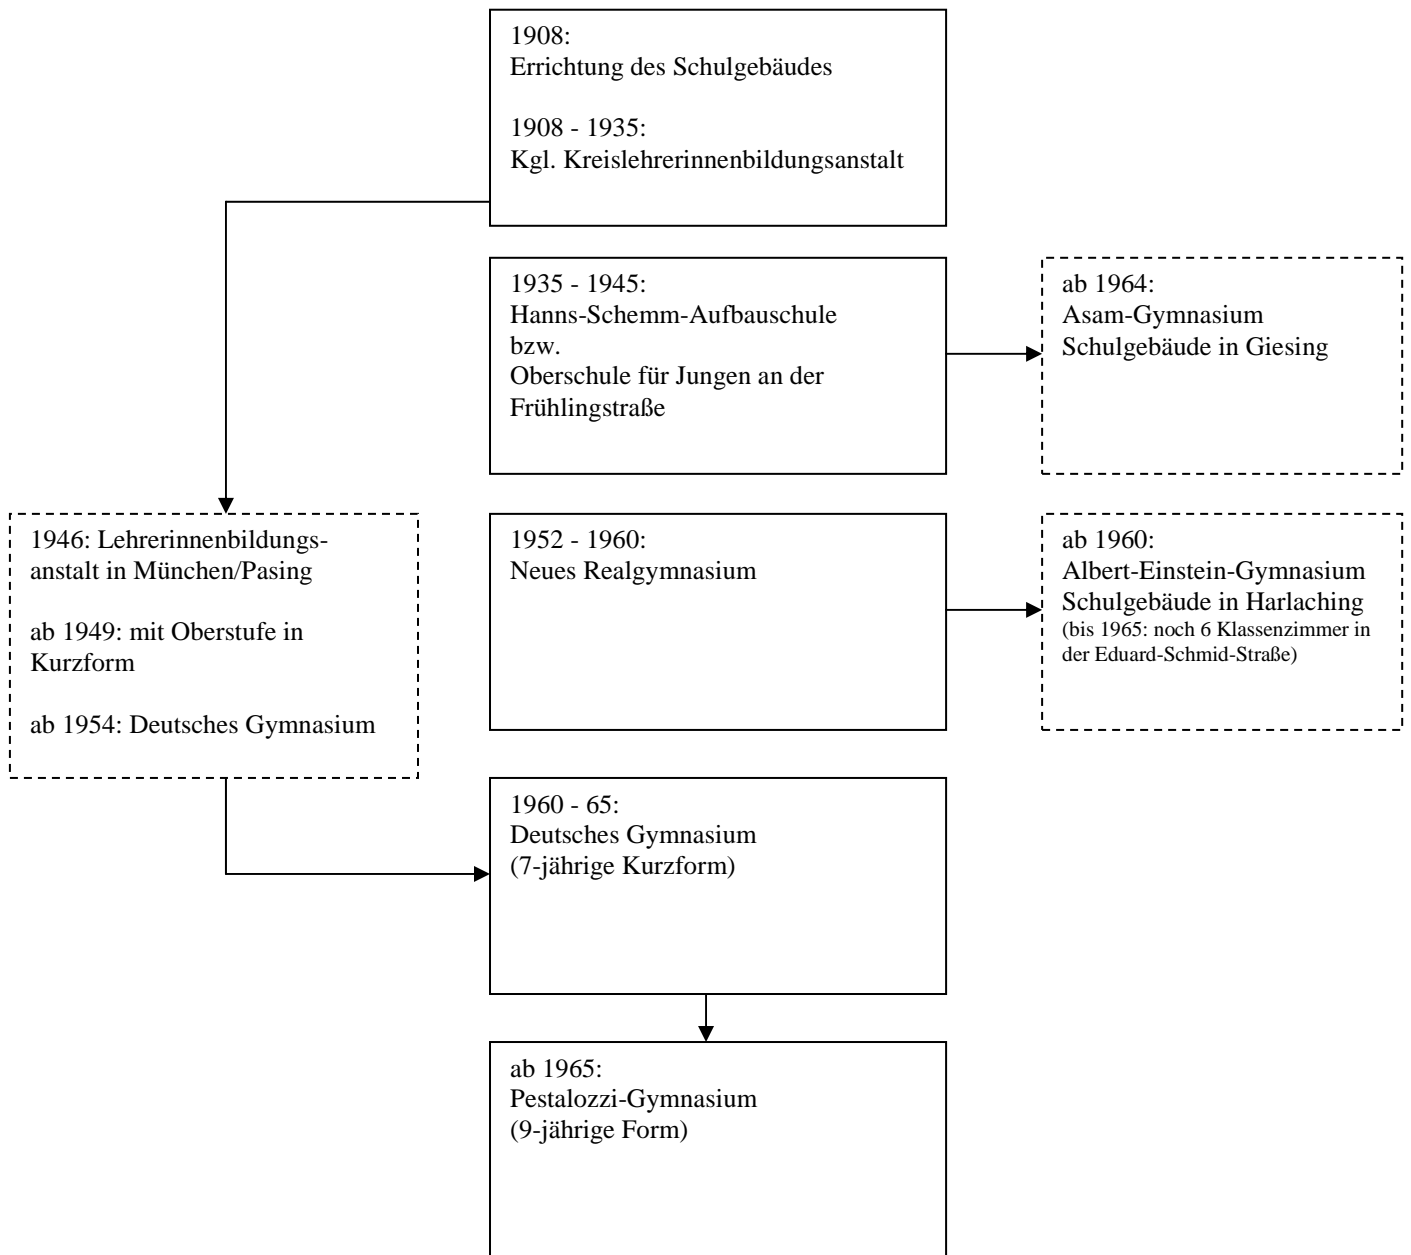 1908:
Errichtung des Schulgebäudes
1908 - 1935:
Kgl. Kreislehrerinnenbildungsanstalt
1935 - 1945:
Hanns-Schemm-Aufbauschule
bzw.
Oberschule für Jungen an der
Frühlingstraße
ab 1964:
Asam-Gymnasium
Schulgebäude in Giesing
1946: Lehrerinnenbildungs-
anstalt in München/Pasing
ab 1949: mit Oberstufe in
Kurzform
ab 1954: Deutsches Gymnasium
1952 - 1960:
Neues Realgymnasium
ab 1960:
Albert-Einstein-Gymnasium
Schulgebäude in Harlaching
(bis 1965: noch 6 Klassenzimmer in
der Eduard-Schmid-Straße)
1960 - 65:
Deutsches Gymnasium
(7-jährige Kurzform)
ab 1965:
Pestalozzi-Gymnasium
(9-jährige Form)